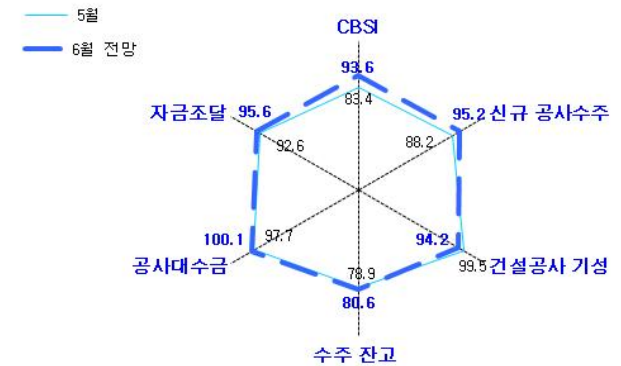 5월
6월 전망
CBSI
93.6
83.4
자금조달 95.6
95.2 신규 공사수주
92.6
88.2
100.1
97.7
94.2
공사대수금
99.5 건설공사 기성
78.9
80.6
수주 잔고